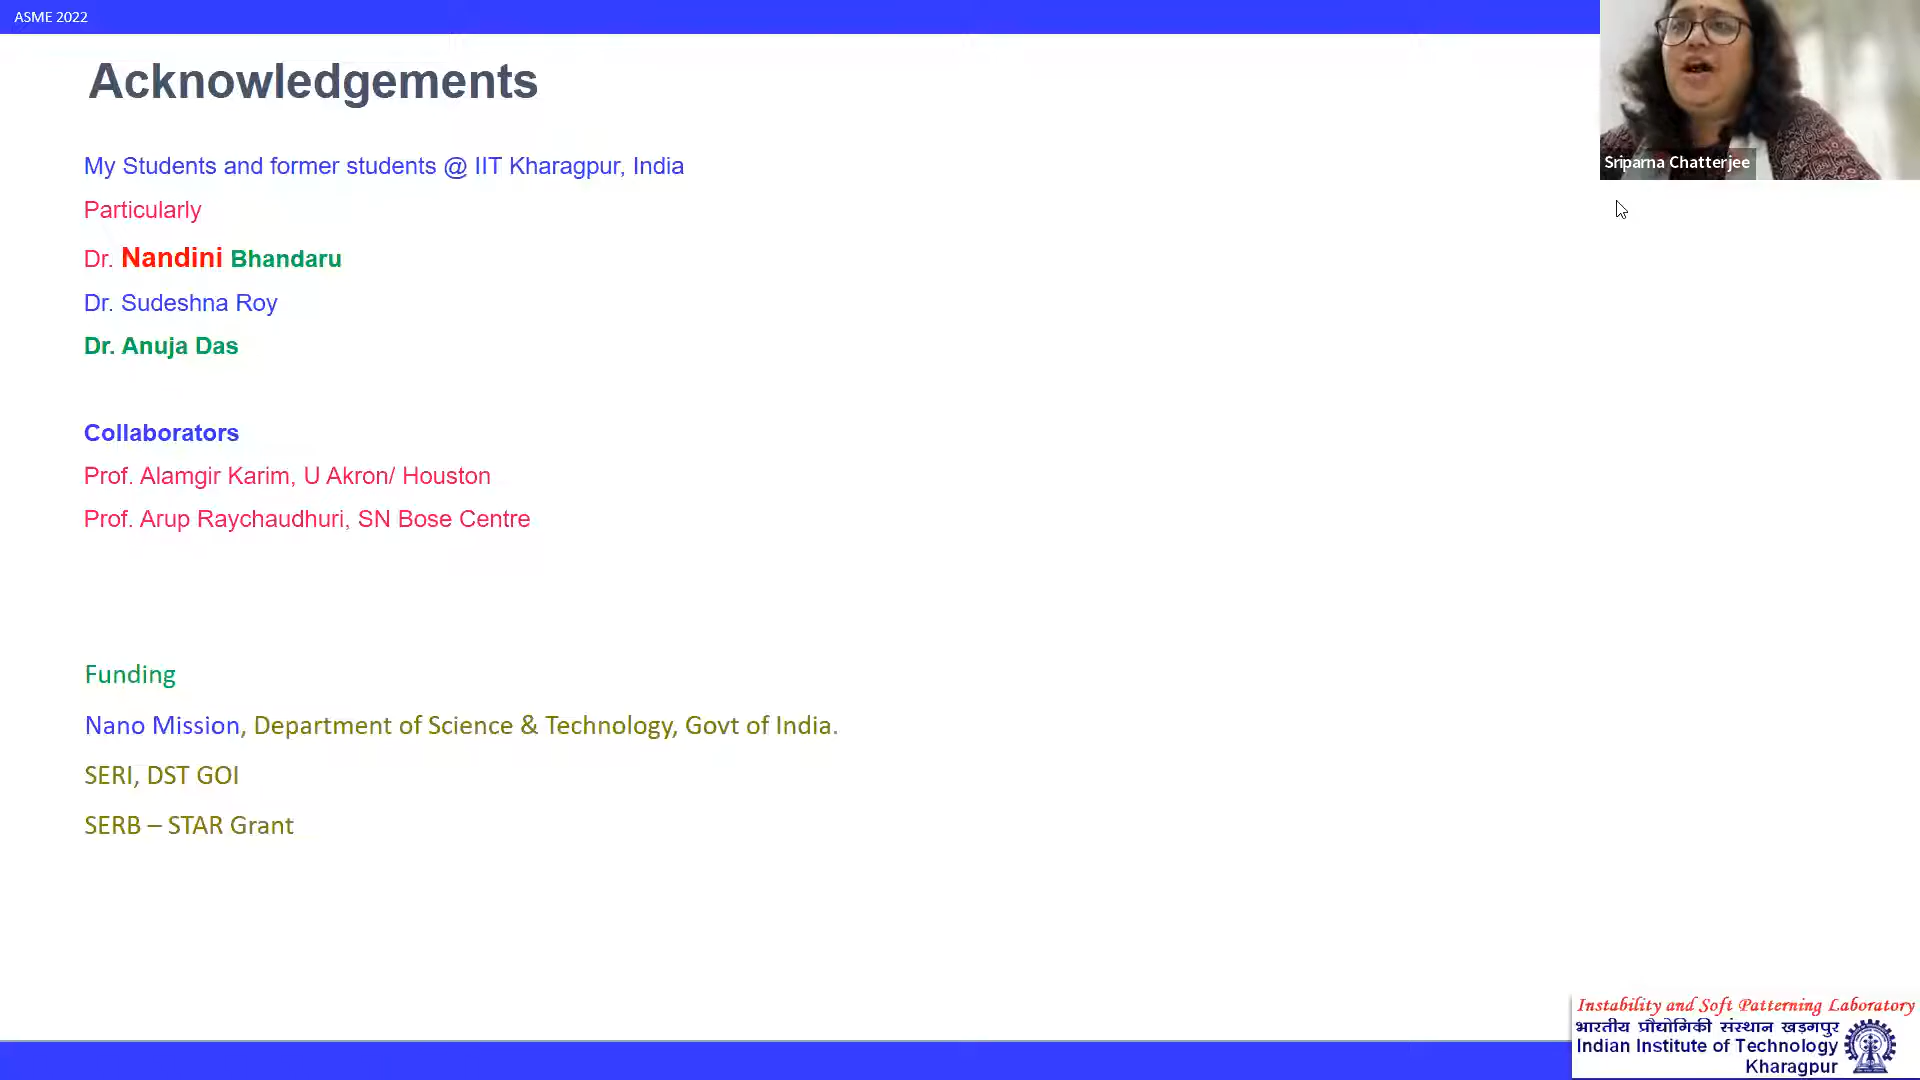 ASME 2022
Acknowledgements
My Students and former students @ IIT Kharagpur, India
Particularly
Dr. Nandini Bhandaru
Dr. Sudeshna Roy
Dr. Anuja Das
Collaborators
Prof. Alamgir Karim, U Akron/ Houston
Prof. Arup Raychaudhuri, SN Bose Centre
Funding
Nano Mission, Department of Science & Technology, Govt of India.
SERI, DST GOI
SERB – STAR Grant
Sriparna Chatterjee
Instability and Soft Patterning Laboratory
भारतीय प्रौद्योगिकी संस्थान खड़गपुर
Indian Institute of Technology
Kharagpur